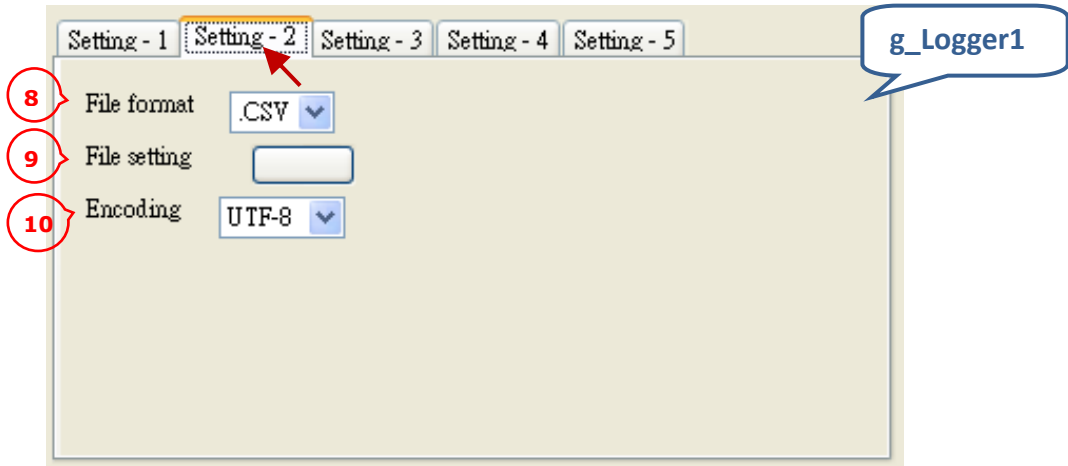 Setting - 1 Setting - 2 Setting - 3 Setting - 4 Setting - 5
g_Logger1
8 File format .CSV
9 File setting
10 Encoding UTF-8